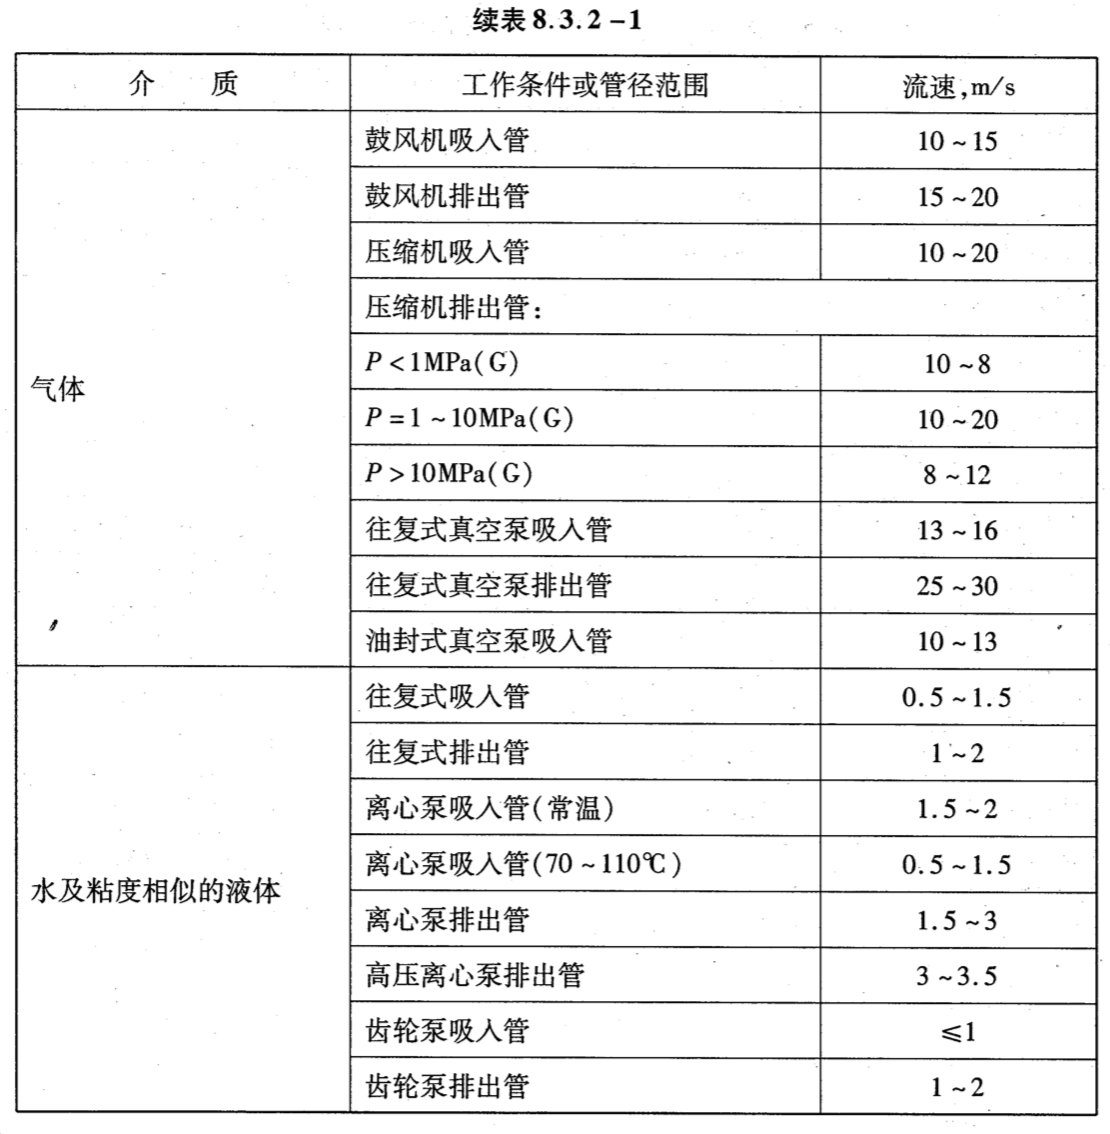 续表 8.3.2-1
介 质 工作条件或管径范围 流速,m/s
气体
鼓风机吸入管 10~15
鼓风机排出管 15~20
压缩机吸入管 10~20
压缩机排出管:
P<1MPa(G) 10~8
P=1~10MPa(G) 10~20
P>10MPa(G) 8~12
往复式真空泵吸入管 13~16
往复式真空泵排出管 25~30
油封式真空泵吸入管 10~13
水及粘度相似的液体
往复式吸入管 0.5~1.5
往复式排出管 1~2
离心泵吸入管(常温) 1.5~2
离心泵吸入管(70~110℃) 0.5~1.5
离心泵排出管 1.5~3
高压离心泵排出管 3~3.5
齿轮泵吸入管 ≤1
齿轮泵排出管 1~2